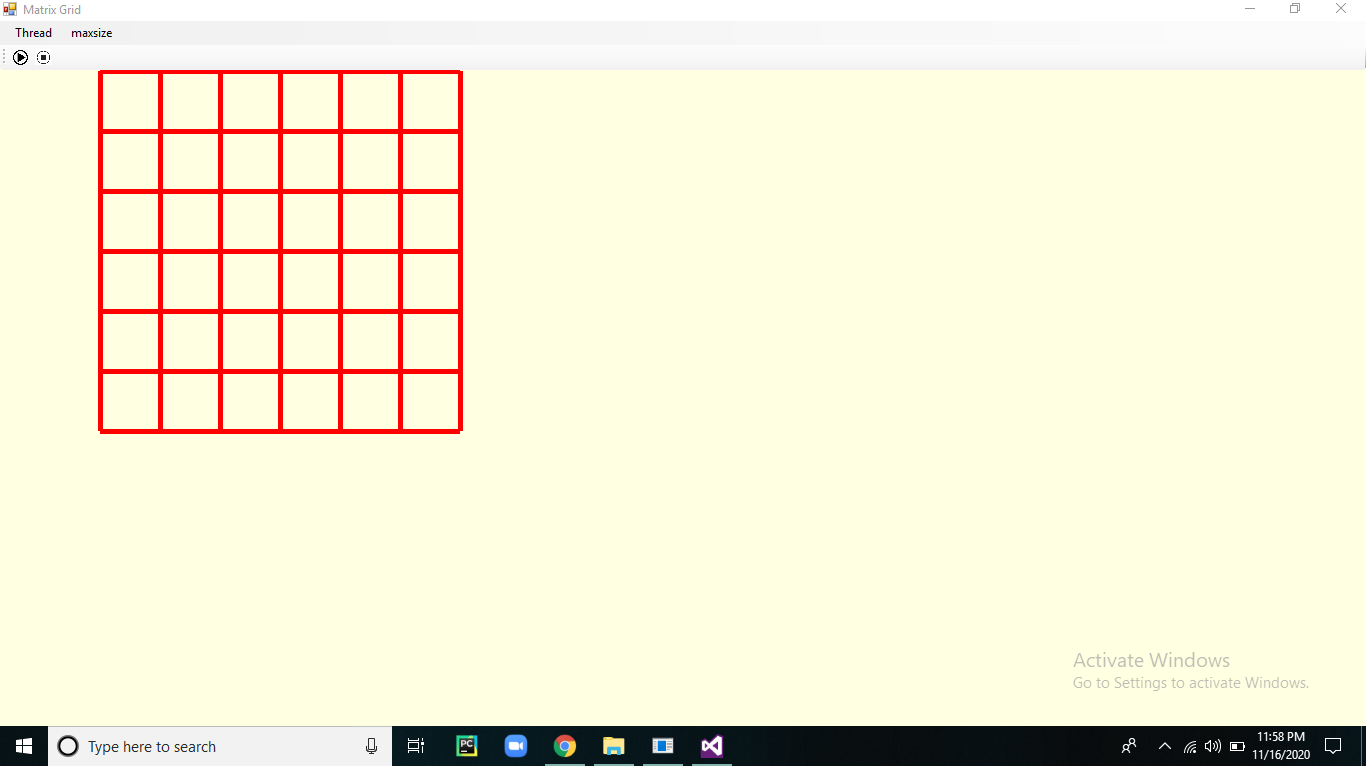 Matrix Grid
Thread maxsize
Activate Windows
Go to Settings to activate Windows.
Type here to search
PC
11:58 PM
11/16/2020